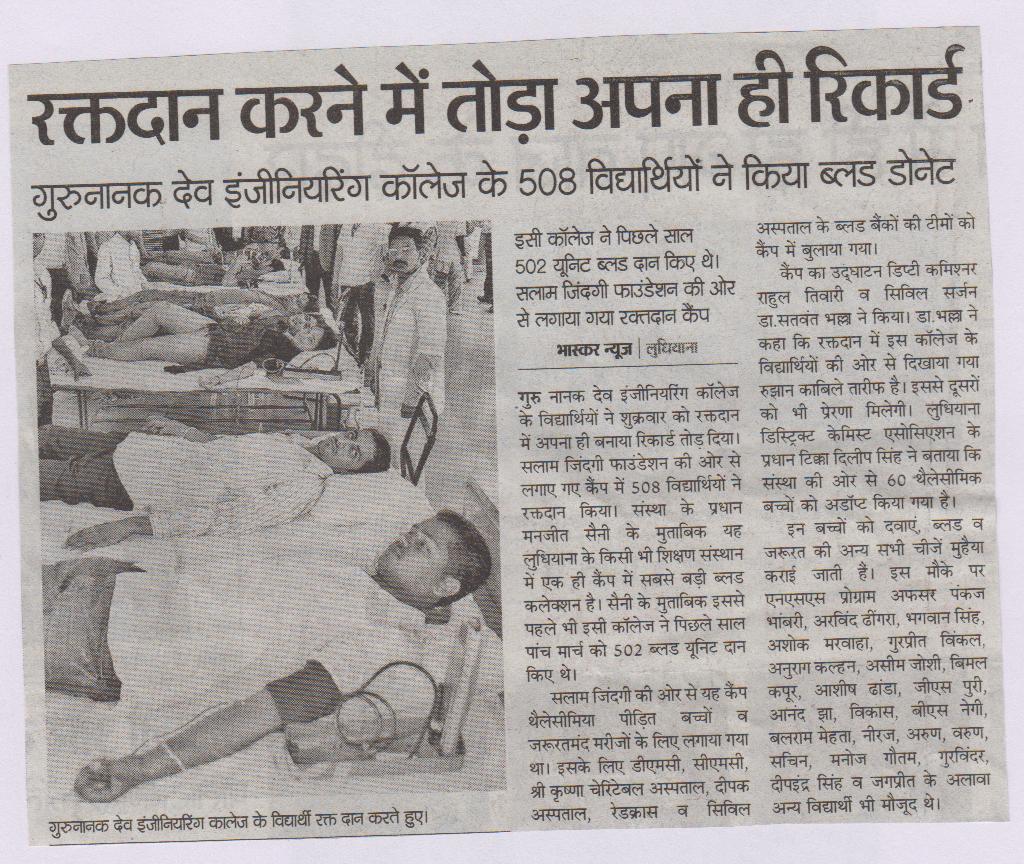 रक्तदान करने में तोड़ा अपना ही रिकार्ड
गुरुनानक देव इंजीनियरिंग कॉलेज के 508 विद्यार्थियों ने किया ब्लड डोनेट
इसी कॉलेज ने पिछले साल
502 यूनिट ब्लड दान किए थे।
सलाम जिंदगी फाउंडेशन की ओर
से लगाया गया रक्तदान कैंप
भास्कर न्यूज | लुधियाना
गुरु नानक देव इंजीनियरिंग कॉलेज
के विद्यार्थियों ने शुक्रवार को रक्तदान
में अपना ही बनाया रिकार्ड तोड़ दिया।
सलाम जिंदगी फाउंडेशन की ओर से
लगाए गए कैंप में 508 विद्यार्थियों ने
रक्तदान किया। संस्था के प्रधान
मनजीत सैनी के मुताबिक यह
लुधियाना के किसी भी शिक्षण संस्थान
में एक ही कैंप में सबसे बड़ी ब्लड
कलेक्शन है। सैनी के मुताबिक इससे
पहले भी इसी कॉलेज ने पिछले साल
पांच मार्च को 502 ब्लड यूनिट दान
किए थे।
सलाम जिंदगी की ओर से यह कैंप
थैलेसीमिया पीड़ित बच्चों व
जरूरतमंद मरीजों के लिए लगाया गया
था। इसके लिए डीएमसी, सीएमसी,
श्री कृष्णा चेरिटेबल अस्पताल, दीपक
अस्पताल, रेडक्रास व सिविल
अस्पताल के ब्लड बैंकों की टीमों को
कैंप में बुलाया गया।
कैंप का उद्घाटन डिप्टी कमिश्नर
राहुल तिवारी व सिविल सर्जन
डा.सतवंत भल्ला ने किया। डा.भल्ला ने
कहा कि रक्तदान में इस कॉलेज के
विद्यार्थियों की ओर से दिखाया गया
रुझान काबिले तारीफ है। इससे दूसरों
को भी प्रेरणा मिलेगी। लुधियाना
डिस्ट्रिक्ट केमिस्ट एसोसिएशन के
प्रधान टिक्का दिलीप सिंह ने बताया कि
संस्था की ओर से 60 थैलेसीमिक
बच्चों को अडॉप्ट किया गया है।
इन बच्चों को दवाएं, ब्लड व
जरूरत की अन्य सभी चीजें मुहैया
कराई जाती हैं। इस मौके पर
एनएसएस प्रोग्राम अफसर पंकज
भांबरी, अरविंद ढींगरा, भगवान सिंह,
अशोक मरवाहा, गुरप्रीत विंकल,
अनुराग कल्हन, असीम जोशी, बिमल
कपूर, आशीष ढांडा, जीएस पुरी,
आनंद झा, विकास, बीएस नेगी,
बलराम मेहता, नीरज, अरुण, वरुण,
सचिन, मनोज गौतम, गुरविंदर,
दीपइंद्र सिंह व जगप्रीत के अलावा
अन्य विद्यार्थी भी मौजूद थे।
गुरुनानक देव इंजीनियरिंग कालेज के विद्यार्थी रक्त दान करते हुए।